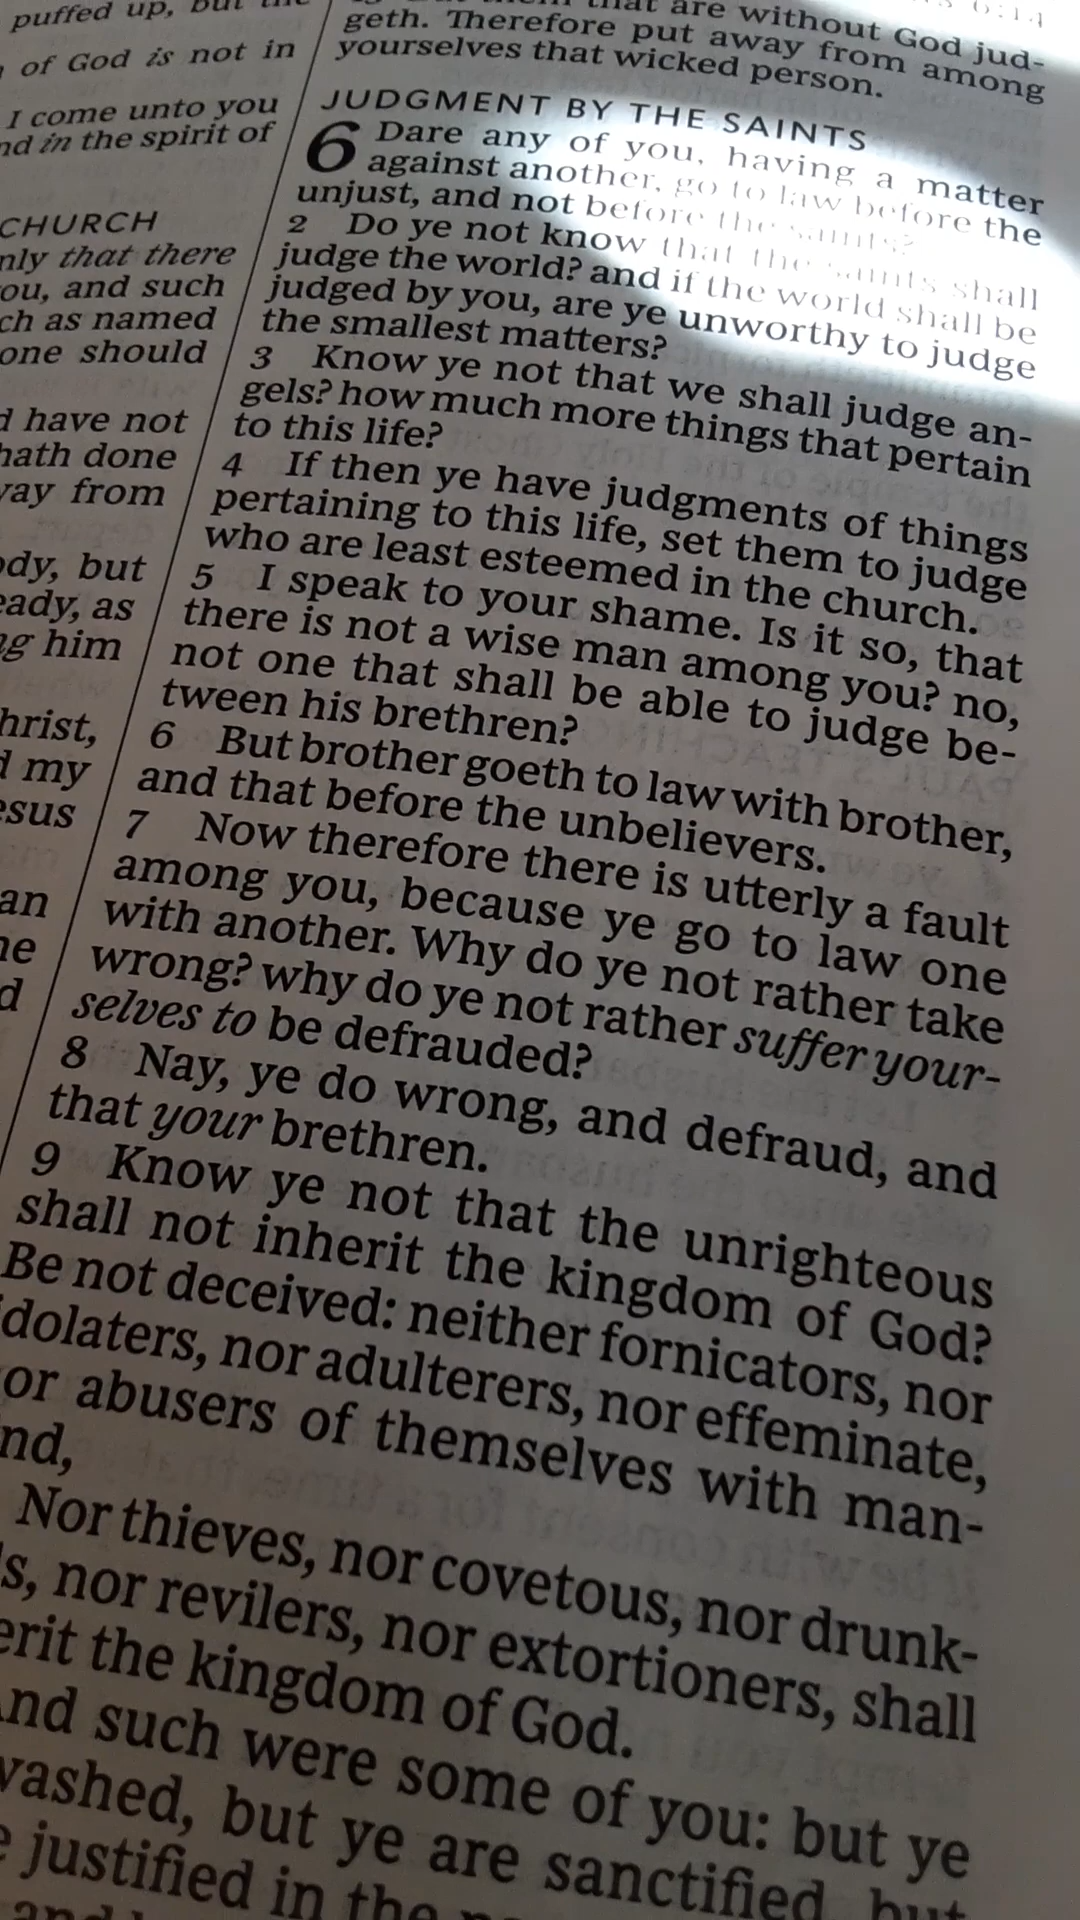 puffed up,
of God is not in
I come unto you
in the spirit of
CHURCH
that there
and such
ch as named
one should
have not
hath done
from
but
as
him
my
are without God jud-
geth. Therefore put away from among
yourselves that wicked person.
JUDGMENT BY THE SAINTS
6 Dare any of you, having a matter
against another, go to law before the
unjust, and not before the saints?
2 Do ye not know that the saints shall
judge the world? and if the world shall be
judged by you, are ye unworthy to judge
the smallest matters?
3 Know ye not that we shall judge an-
gels? how much more things that pertain
to this life?
4 If then ye have judgments of things
pertaining to this life, set them to judge
who are least esteemed in the church.
5 I speak to your shame. Is it so, that
there is not a wise man among you? no,
not one that shall be able to judge be-
tween his brethren?
6 But brother goeth to law with brother,
and that before the unbelievers.
7 Now therefore there is utterly a fault
among you, because ye go to law one
with another. Why do ye not rather take
wrong? why do ye not rather suffer your-
selves to be defrauded?
8 Nay, ye do wrong, and defraud, and
that your brethren.
9 Know ye not that the unrighteous
shall not inherit the kingdom of God?
Be not deceived: neither fornicators, nor
dolaters, nor adulterers, nor effeminate,
or abusers of themselves with man-
nd,
Nor thieves, nor covetous, nor drunk-
s, nor revilers, nor extortioners, shall
erit the kingdom of God.
nd such were some of you: but ye
washed, but ye are sanctified, but
justified in the